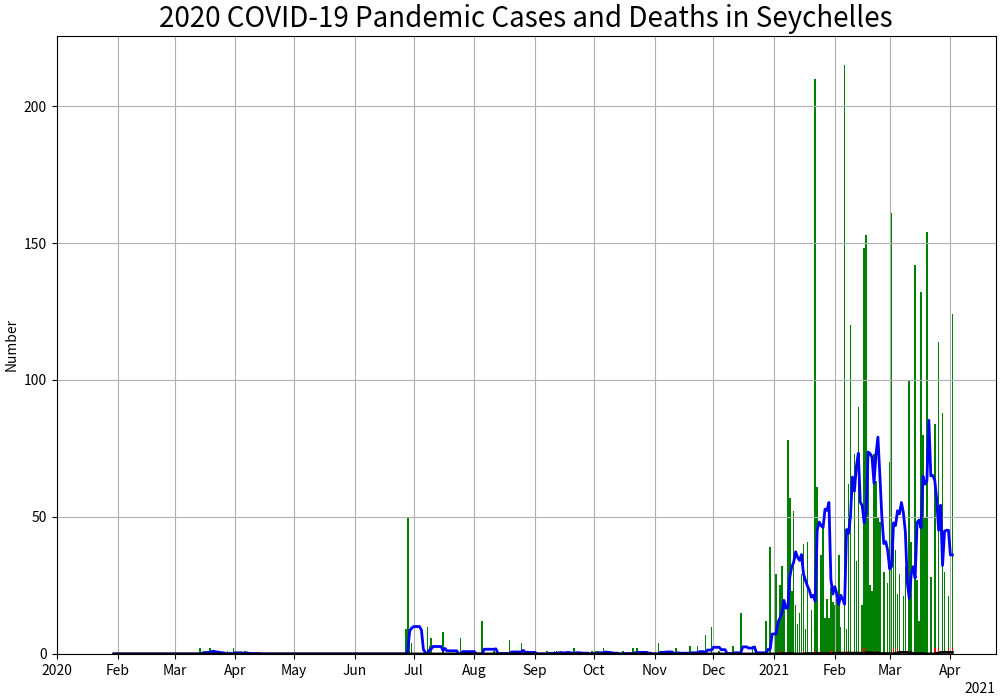 2020 COVID-19 Pandemic Cases and Deaths in Seychelles
Number
200
150
100
50
0
2020 Feb Mar Apr May Jun Jul Aug Sep Oct Nov Dec 2021 Feb Mar Apr
2021